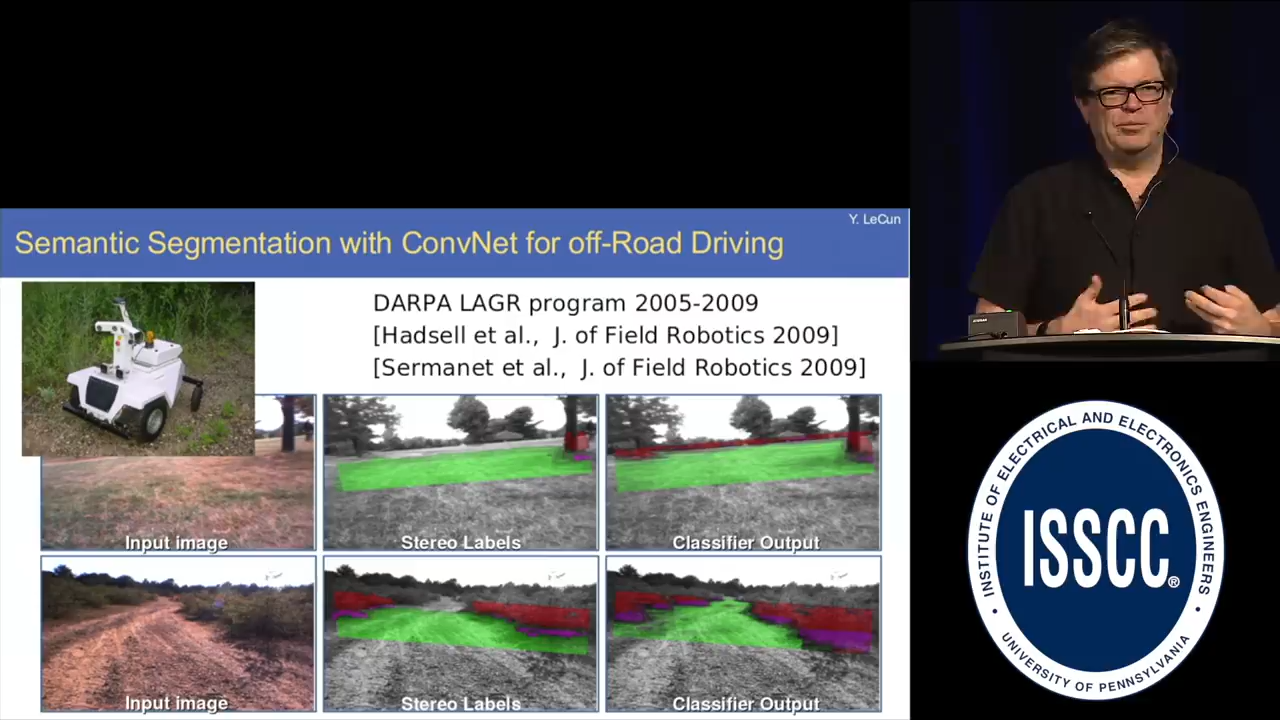 Y. LeCun
Semantic Segmentation with ConvNet for off-Road Driving
DARPA LAGR program 2005-2009
[Hadsell et al., J. of Field Robotics 2009]
[Sermanet et al., J. of Field Robotics 2009]
Input image
Stereo Labels
Classifier Output
Input image
Stereo Labels
Classifier Output
INSTITUTE OF ELECTRICAL AND ELECTRONICS ENGINEERS
ISSCC®
• UNIVERSITY OF PENNSYLVANIA •